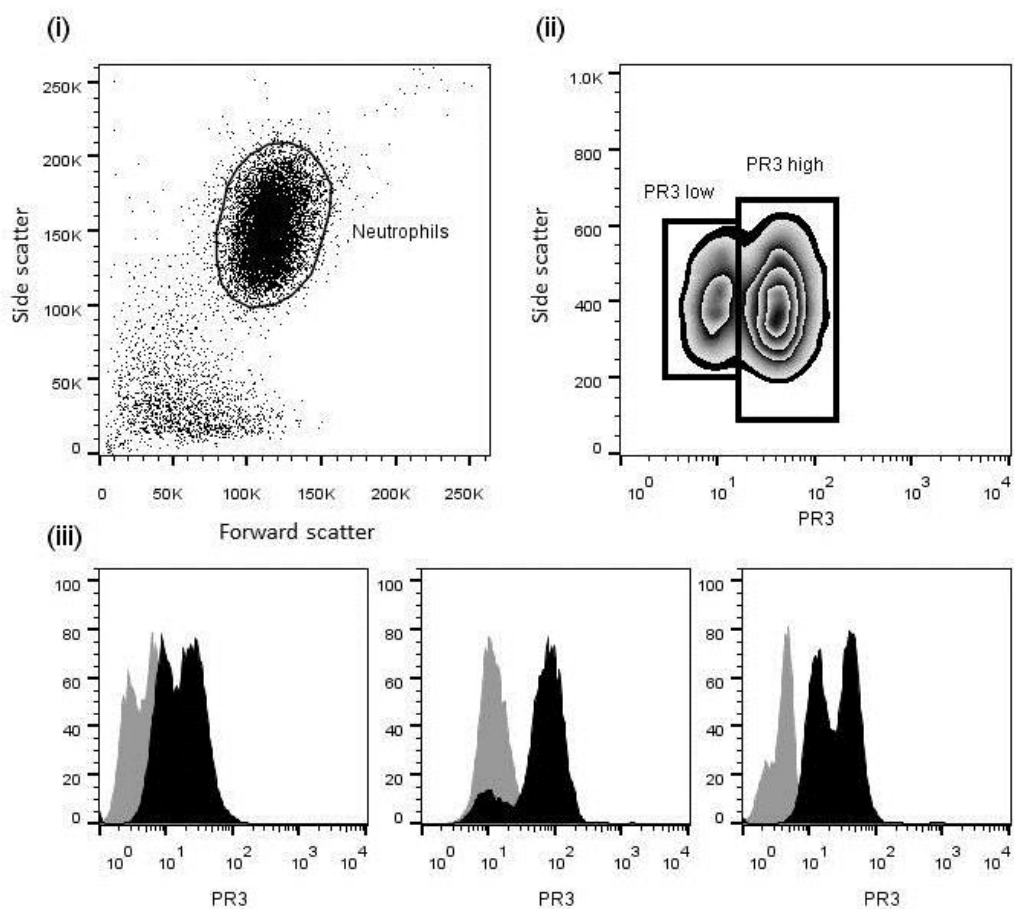 (i)
250K
200K
150K
100K
50K
0
Side scatter
Neutrophils
0 50K 100K 150K 200K 250K
Forward scatter
(ii)
1.0K
800
600
400
200
0
Side scatter
PR3 high
PR3 low
10^0 10^1 10^2 10^3 10^4
PR3
(iii)
100
80
60
40
20
0
10^0 10^1 10^2 10^3 10^4
PR3
100
80
60
40
20
0
10^0 10^1 10^2 10^3 10^4
PR3
100
80
60
40
20
0
10^0 10^1 10^2 10^3 10^4
PR3